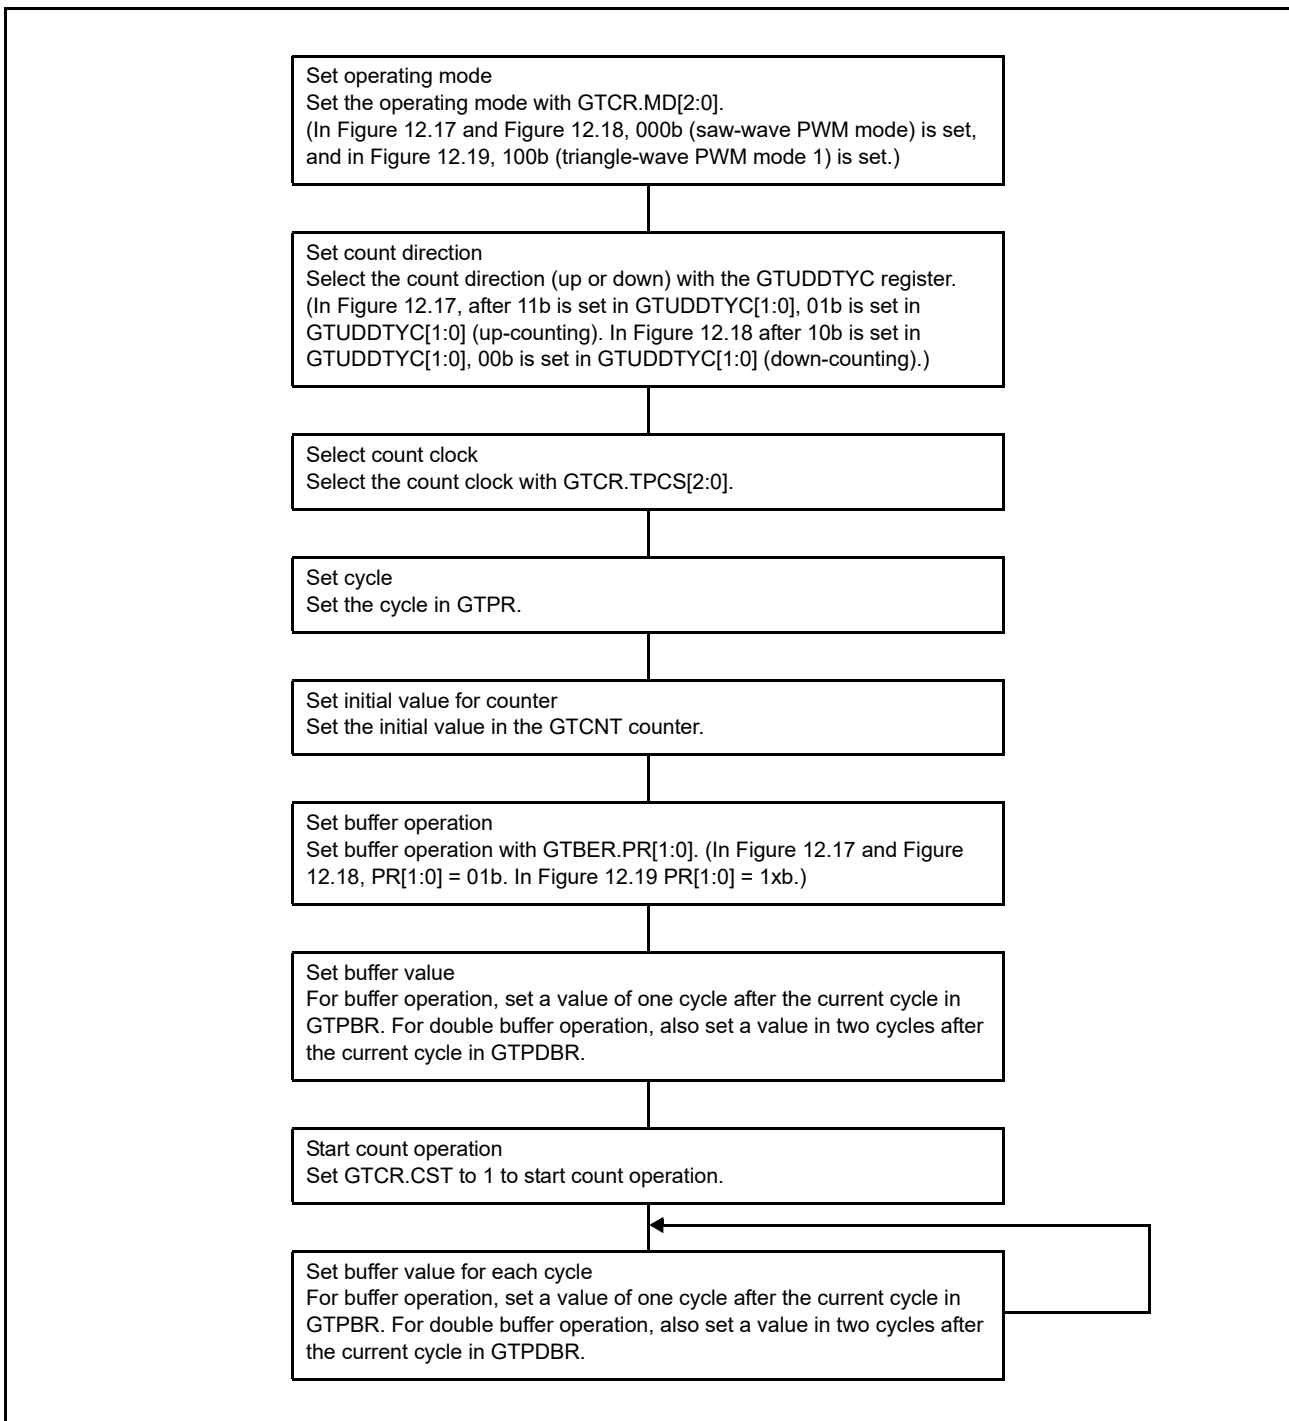 Set operating mode
Set the operating mode with GTCR.MD[2:0].
(In Figure 12.17 and Figure 12.18, 000b (saw-wave PWM mode) is set,
and in Figure 12.19, 100b (triangle-wave PWM mode 1) is set.)
Set count direction
Select the count direction (up or down) with the GTUDDTYC register.
(In Figure 12.17, after 11b is set in GTUDDTYC[1:0], 01b is set in
GTUDDTYC[1:0] (up-counting). In Figure 12.18 after 10b is set in
GTUDDTYC[1:0], 00b is set in GTUDDTYC[1:0] (down-counting).)
Select count clock
Select the count clock with GTCR.TPCS[2:0].
Set cycle
Set the cycle in GTPR.
Set initial value for counter
Set the initial value in the GTCNT counter.
Set buffer operation
Set buffer operation with GTBER.PR[1:0]. (In Figure 12.17 and Figure
12.18, PR[1:0] = 01b. In Figure 12.19 PR[1:0] = 1xb.)
Set buffer value
For buffer operation, set a value of one cycle after the current cycle in
GTPBR. For double buffer operation, also set a value in two cycles after
the current cycle in GTPDBR.
Start count operation
Set GTCR.CST to 1 to start count operation.
Set buffer value for each cycle
For buffer operation, set a value of one cycle after the current cycle in
GTPBR. For double buffer operation, also set a value in two cycles after
the current cycle in GTPDBR.